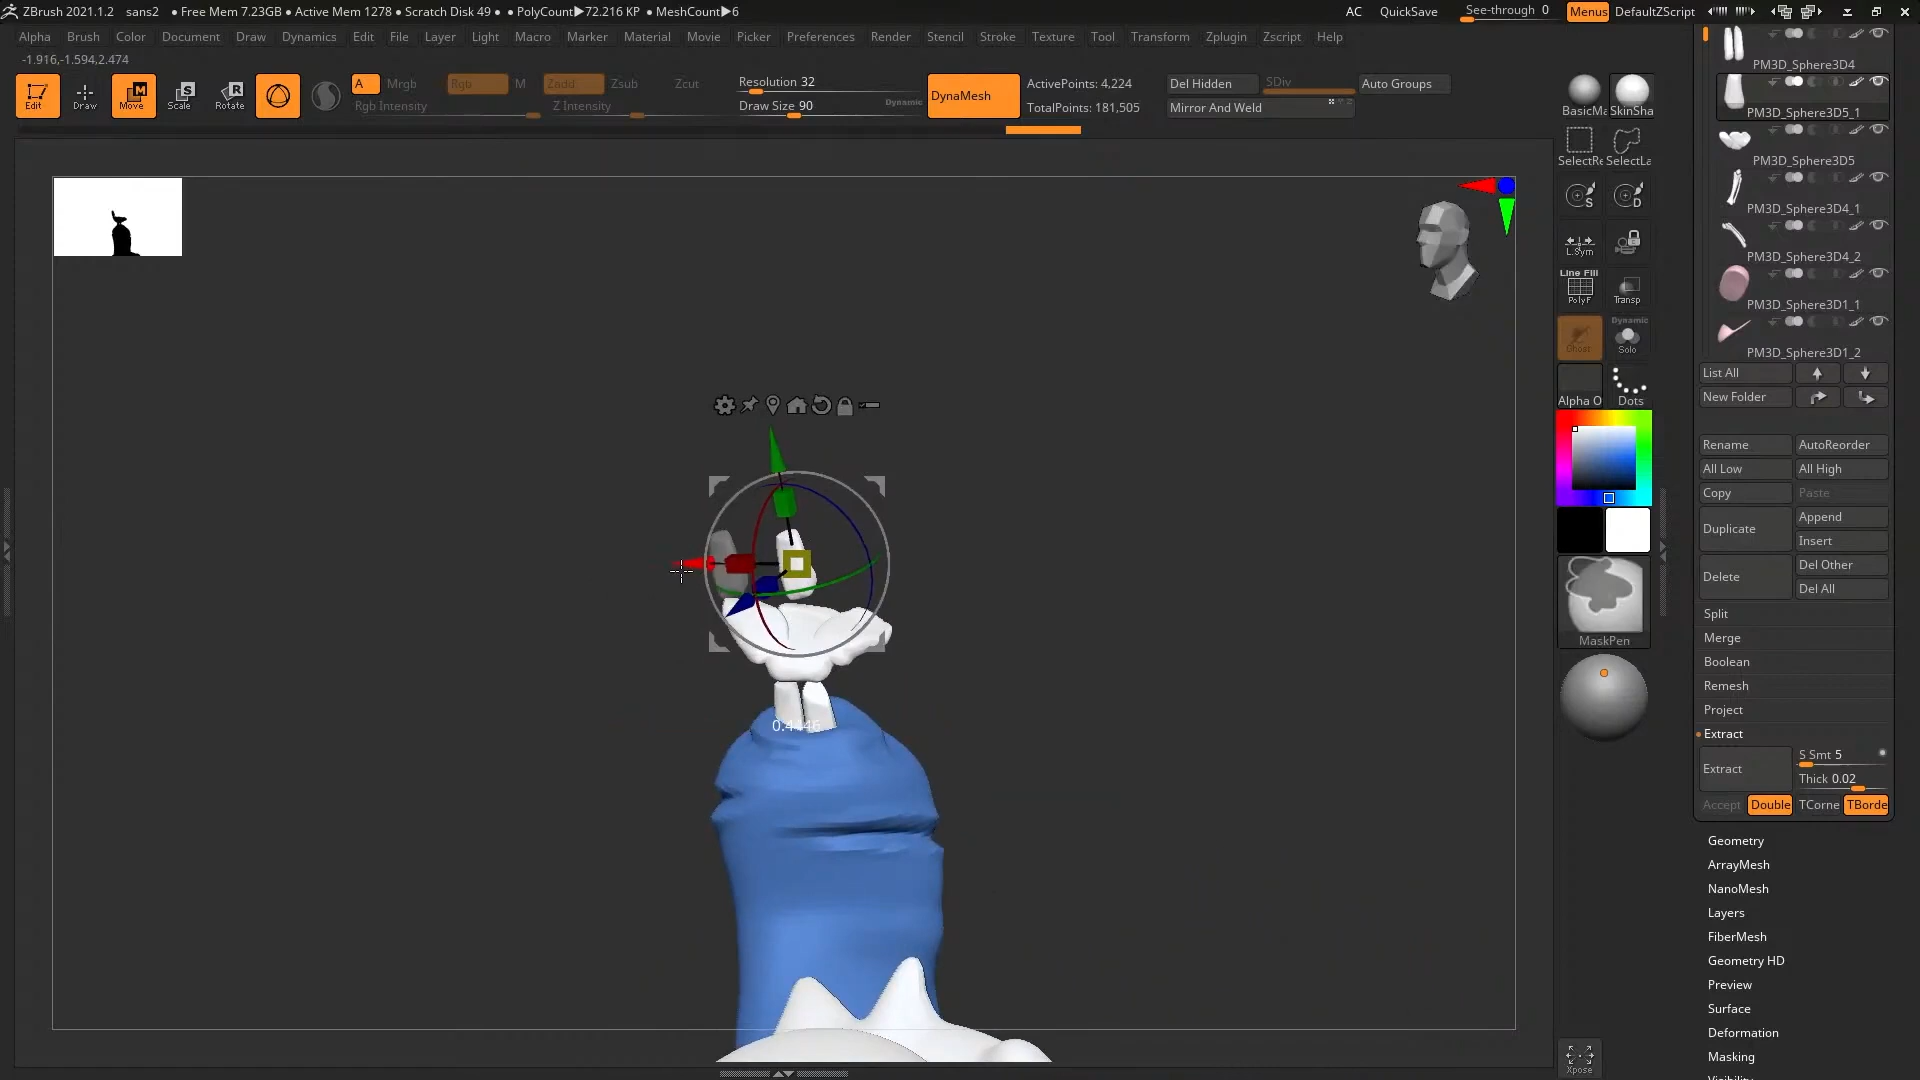 ZBrush 2021.1.2 sans2 ● Free Mem 7.23GB ● Active Mem 1278 ● Scratch Disk 49 ● ● PolyCount▶72.216 KP ● MeshCount▶6 AC QuickSave See-through 0 Menus DefaultZScript
Alpha Brush Color Document Draw Dynamics Edit File Layer Light Macro Marker Material Movie Picker Preferences Render Stencil Stroke Texture Tool Transform Zplugin Zscript Help
-1.916,-1.594,2.474
Edit Draw Move Scale Rotate
A Mrgb Rgb M Zadd Zsub Zcut
Rgb Intensity Z Intensity
Resolution 32
Draw Size 90 Dynamic
DynaMesh
ActivePoints: 4,224
TotalPoints: 181,505
Del Hidden SDiv Auto Groups
Mirror And Weld
BasicMa SkinSha
SelectRe SelectLa
S D
L.Sym
Line Fill
PolyF Transp
Dynamic
Ghost Solo
Alpha O Dots
MaskPen
Xpose
0.4446
PM3D_Sphere3D4
PM3D_Sphere3D5_1
PM3D_Sphere3D5
PM3D_Sphere3D4_1
PM3D_Sphere3D4_2
PM3D_Sphere3D1_1
PM3D_Sphere3D1_2
List All
New Folder
Rename AutoReorder
All Low All High
Copy Paste
Duplicate Append
Insert
Delete Del Other
Del All
Split
Merge
Boolean
Remesh
Project
Extract
Extract S Smt 5
Thick 0.02
Accept Double TCorne TBorde
Geometry
ArrayMesh
NanoMesh
Layers
FiberMesh
Geometry HD
Preview
Surface
Deformation
Masking